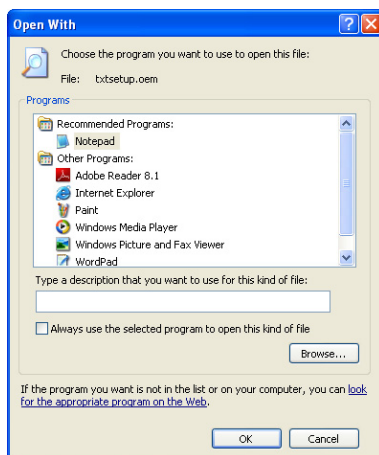 Open With
Choose the program you want to use to open this file:
File: txtsetup.oem
Programs
Recommended Programs:
Notepad
Other Programs:
Adobe Reader 8.1
Internet Explorer
Paint
Windows Media Player
Windows Picture and Fax Viewer
WordPad
Type a description that you want to use for this kind of file:
Always use the selected program to open this kind of file
Browse...
If the program you want is not in the list or on your computer, you can look
for the appropriate program on the Web.
OK Cancel